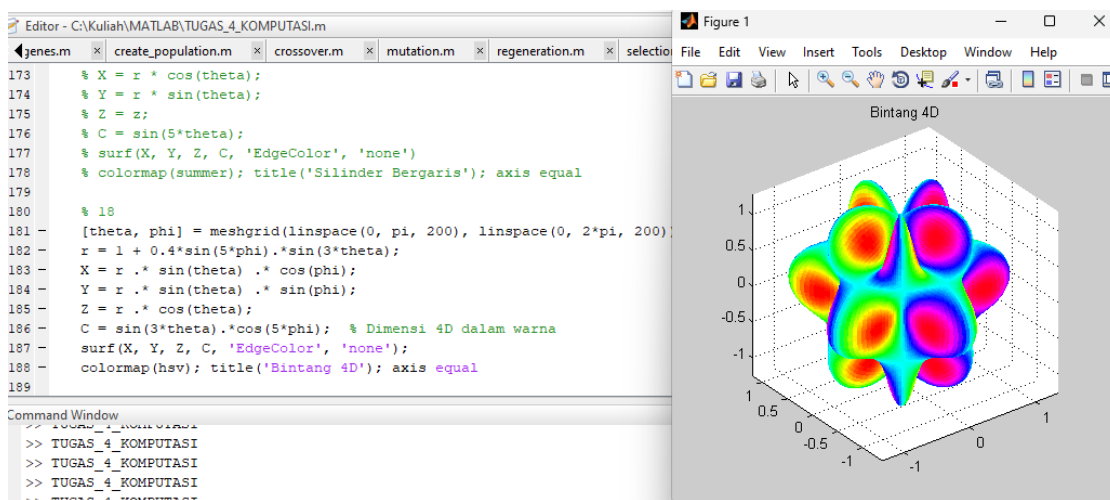 Editor - C:\Kuliah\MATLAB\TUGAS_4_KOMPUTASI.m
genes.m × create_population.m × crossover.m × mutation.m × regeneration.m × selection
173 % X = r * cos(theta);
174 % Y = r * sin(theta);
175 % Z = z;
176 % C = sin(5*theta);
177 % surf(X, Y, Z, C, 'EdgeColor', 'none')
178 % colormap(summer); title('Silinder Bergaris'); axis equal
179
180 % 18
181 – [theta, phi] = meshgrid(linspace(0, pi, 200), linspace(0, 2*pi, 200)
182 – r = 1 + 0.4*sin(5*phi).*sin(3*theta);
183 – X = r .* sin(theta) .* cos(phi);
184 – Y = r .* sin(theta) .* sin(phi);
185 – Z = r .* cos(theta);
186 – C = sin(3*theta).*cos(5*phi);  % Dimensi 4D dalam warna
187 – surf(X, Y, Z, C, 'EdgeColor', 'none');
188 – colormap(hsv); title('Bintang 4D'); axis equal
189
Command Window
>> TUGAS_4_KOMPUTASI
>> TUGAS_4_KOMPUTASI
>> TUGAS_4_KOMPUTASI
>> TUGAS_4_KOMPUTASI
>> TUGAS_4_KOMPUTASI
Figure 1
File Edit View Insert Tools Desktop Window Help
Bintang 4D
1
0.5
0
-0.5
-1
1
0.5
0
-0.5
-1
-1
0
1